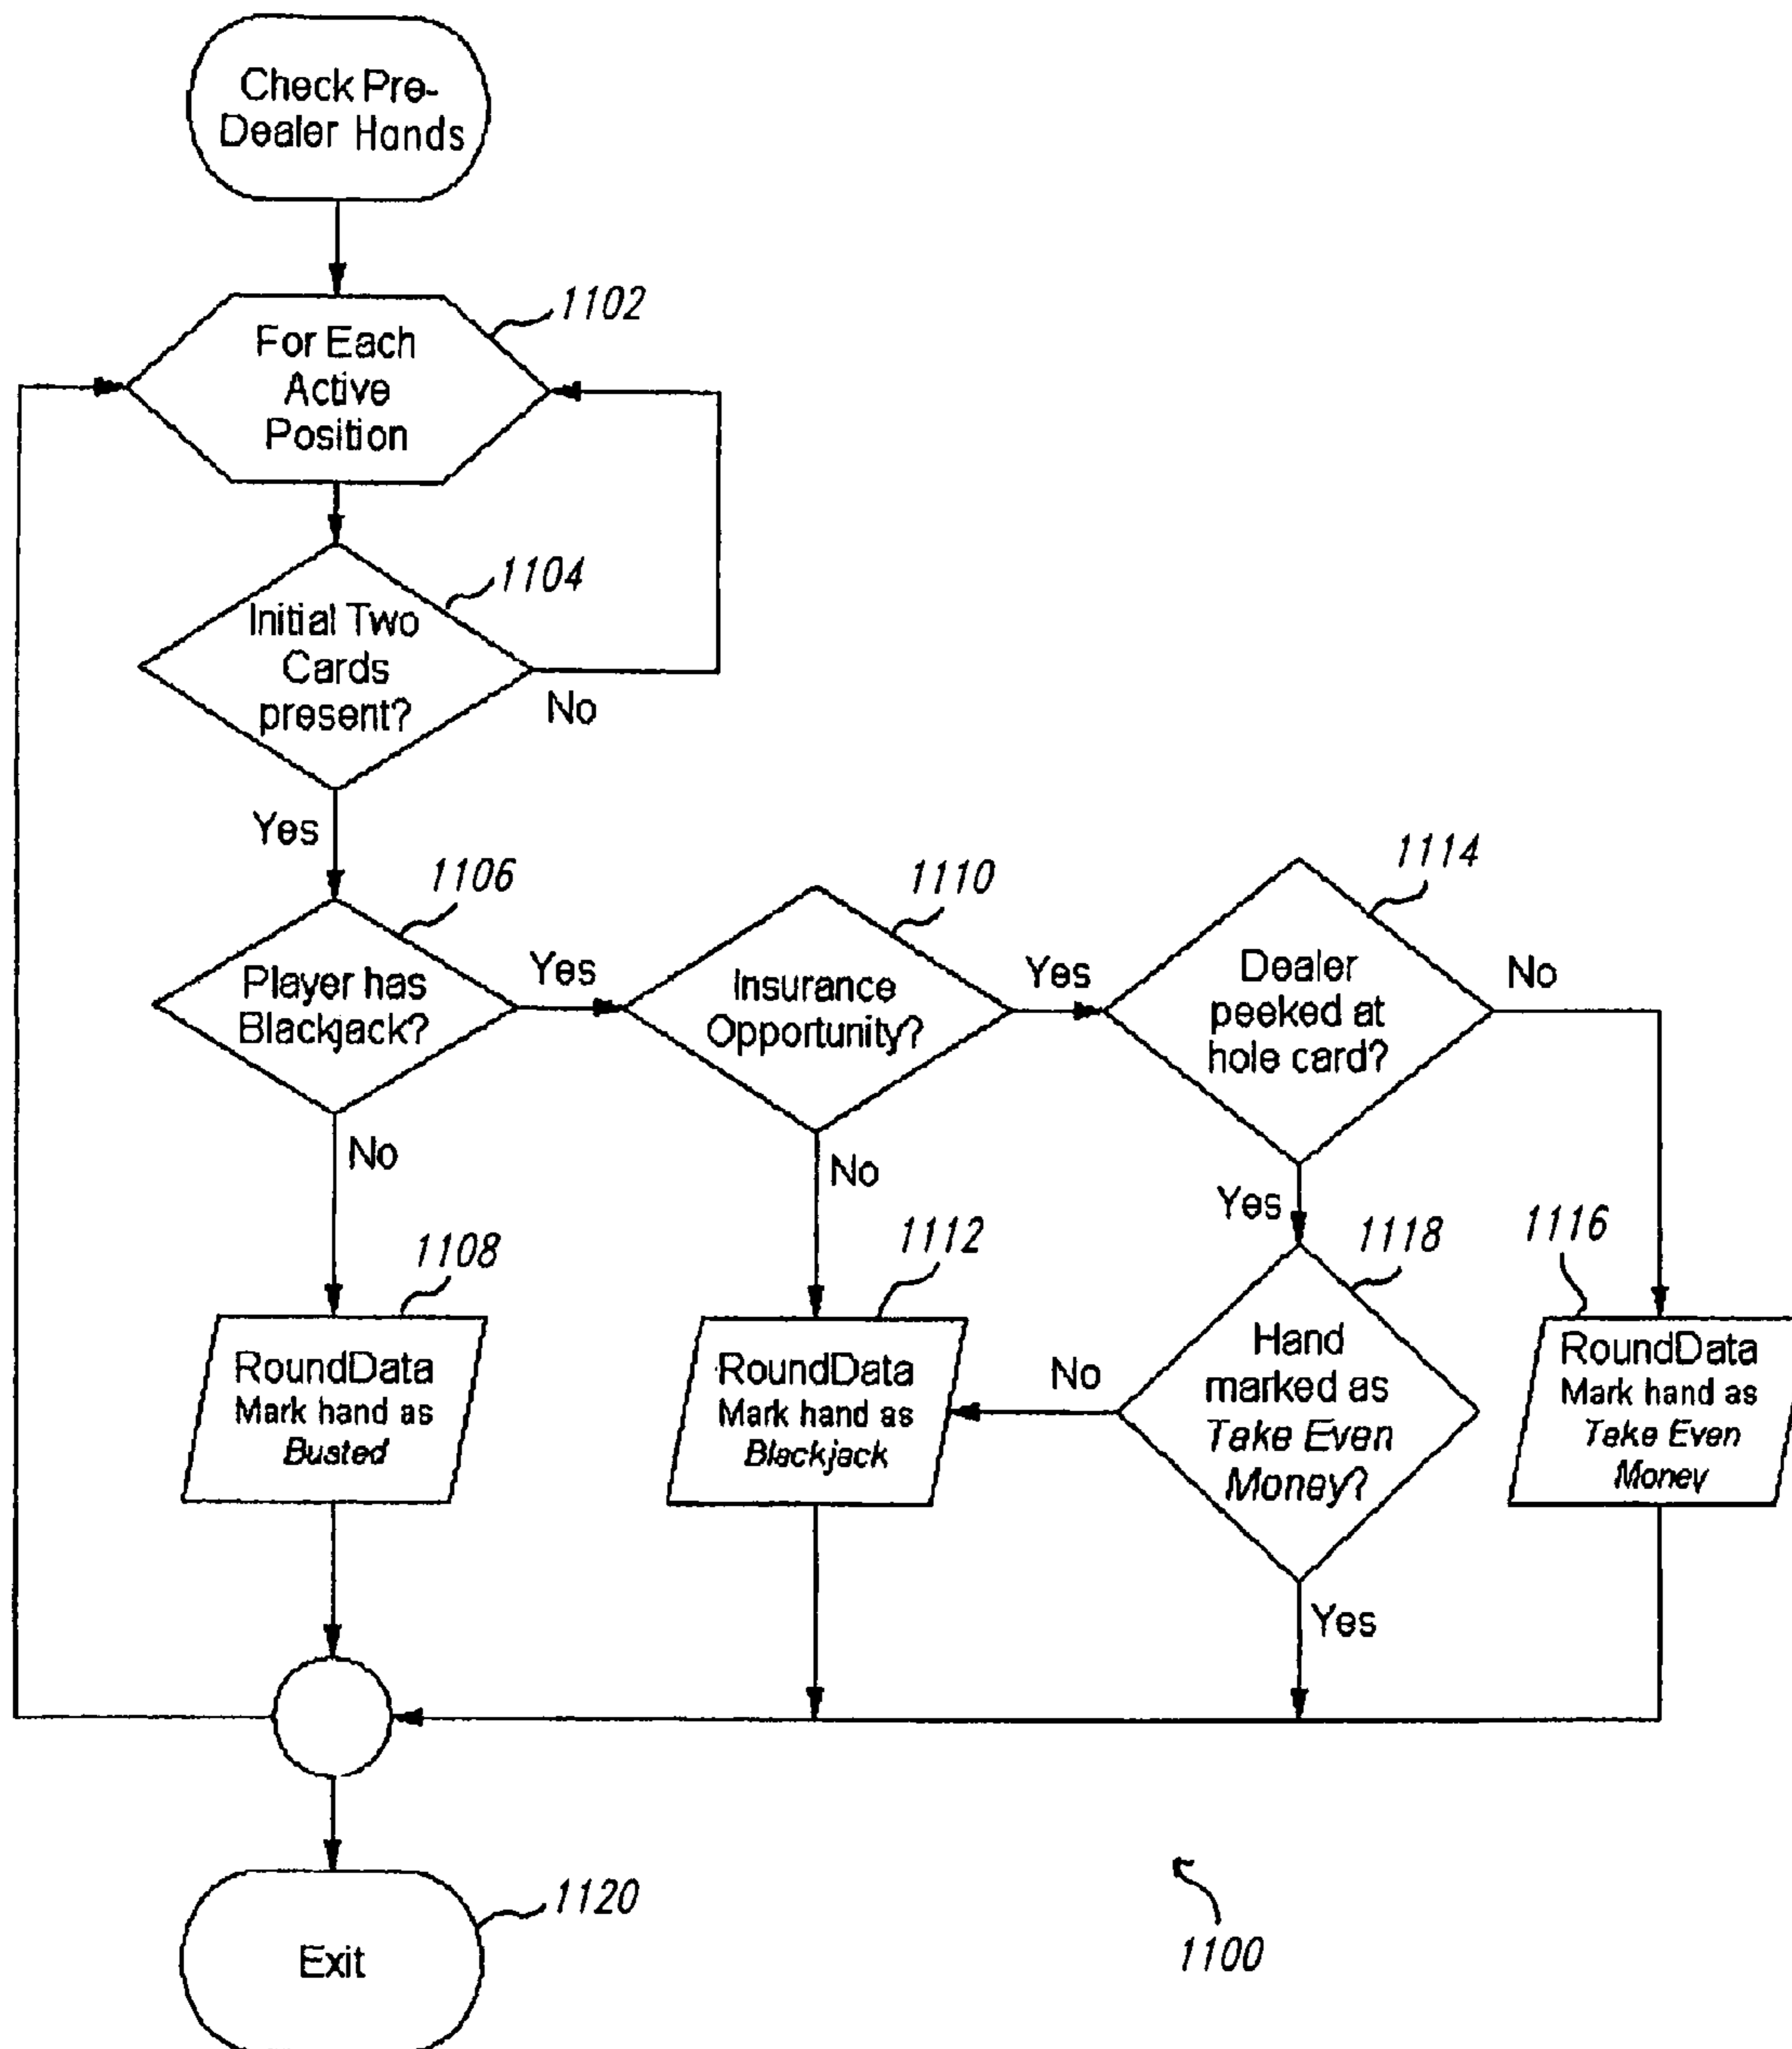 Check Pre-
Dealer Hands
1102
For Each
Active
Position
1104
Initial Two
Cards
present?
No
Yes
1106
Player has
Blackjack?
Yes
No
1110
Insurance
Opportunity?
Yes
No
1114
Dealer
peeked at
hole card?
No
Yes
1108
RoundData
Mark hand as
Busted
1112
RoundData
Mark hand as
Blackjack
1118
Hand
marked as
Take Even
Money?
No
Yes
1116
RoundData
Mark hand as
Take Even
Money
1120
Exit
1100